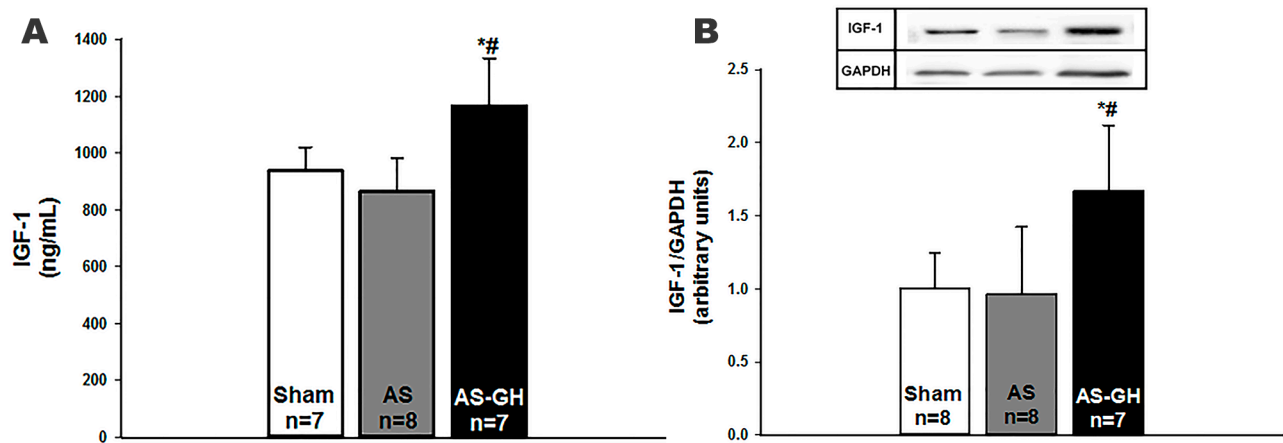 A
1400
1200
1000
800
600
400
200
0
IGF-1
(ng/mL)
*#
Sham
n=7
AS
n=8
AS-GH
n=7
B
IGF-1
GAPDH
2.5
2.0
1.5
1.0
0.5
0.0
IGF-1/GAPDH
(arbitrary units)
*#
Sham
n=8
AS
n=8
AS-GH
n=7